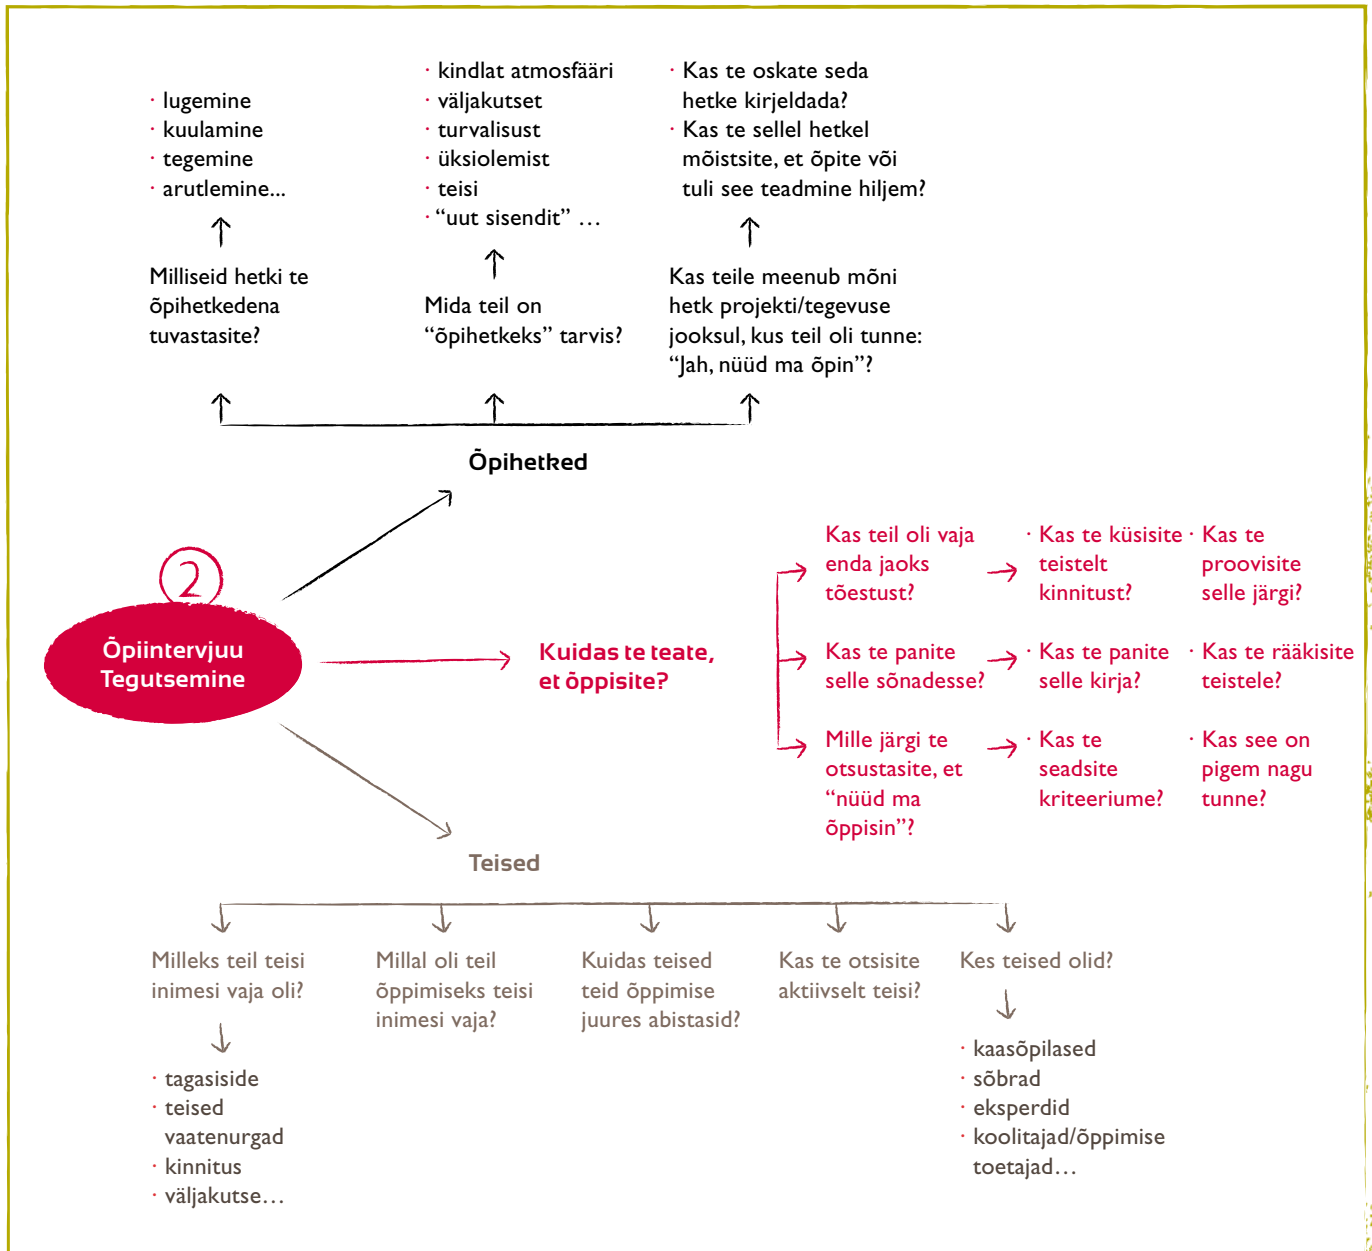 · lugemine
· kuulamine
· tegemine
· arutlemine...
Milliseid hetki te
õpihetkedena
tuvastasite?
· kindlat atmosfääri
· väljakutset
· turvalisust
· üksiolemist
· teisi
· “uut sisendit” …
Mida teil on
“õpihetkeks” tarvis?
· Kas te oskate seda
hetke kirjeldada?
· Kas te sellel hetkel
mõistsite, et õpite või
tuli see teadmine hiljem?
Kas teile meenub mõni
hetk projekti/tegevuse
jooksul, kus teil oli tunne:
“Jah, nüüd ma õpin”?
Õpihetked
2
Õpiintervjuu
Tegutsemine
Kuidas te teate,
et õppisite?
Kas teil oli vaja
enda jaoks
tõestust?
· Kas te küsisite
teistelt
kinnitust?
· Kas te
proovisite
selle järgi?
Kas te panite
selle sõnadesse?
· Kas te panite
selle kirja?
· Kas te rääkisite
teistele?
Mille järgi te
otsustasite, et
“nüüd ma
õppisin”?
· Kas te
seadsite
kriteeriume?
· Kas see on
pigem nagu
tunne?
Teised
Milleks teil teisi
inimesi vaja oli?
· tagasiside
· teised
vaatenurgad
· kinnitus
· väljakutse…
Millal oli teil
õppimiseks teisi
inimesi vaja?
Kuidas teised
teid õppimise
juures abistasid?
Kas te otsisite
aktiivselt teisi?
Kes teised olid?
· kaasõpilased
· sõbrad
· eksperdid
· koolitajad/õppimise
toetajad…